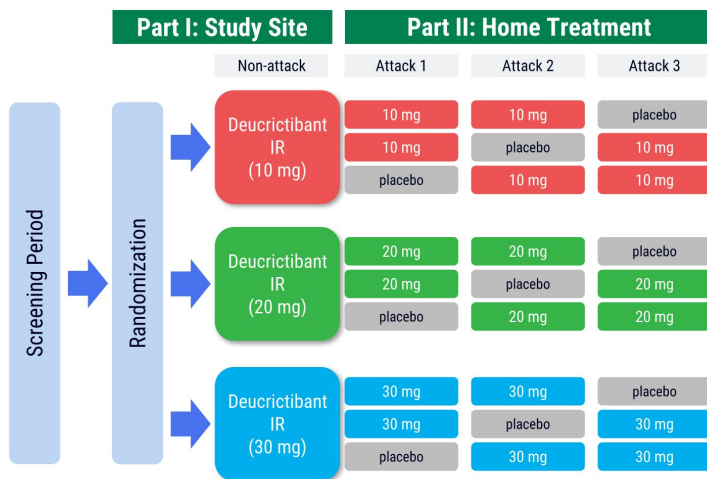 Part I: Study Site
Part II: Home Treatment
Non-attack
Attack 1
Attack 2
Attack 3
Screening Period
Randomization
Deucrictibant
IR
(10 mg)
10 mg
10 mg
placebo
10 mg
placebo
10 mg
placebo
10 mg
10 mg
Deucrictibant
IR
(20 mg)
20 mg
20 mg
placebo
20 mg
placebo
20 mg
placebo
20 mg
20 mg
Deucrictibant
IR
(30 mg)
30 mg
30 mg
placebo
30 mg
placebo
30 mg
placebo
30 mg
30 mg